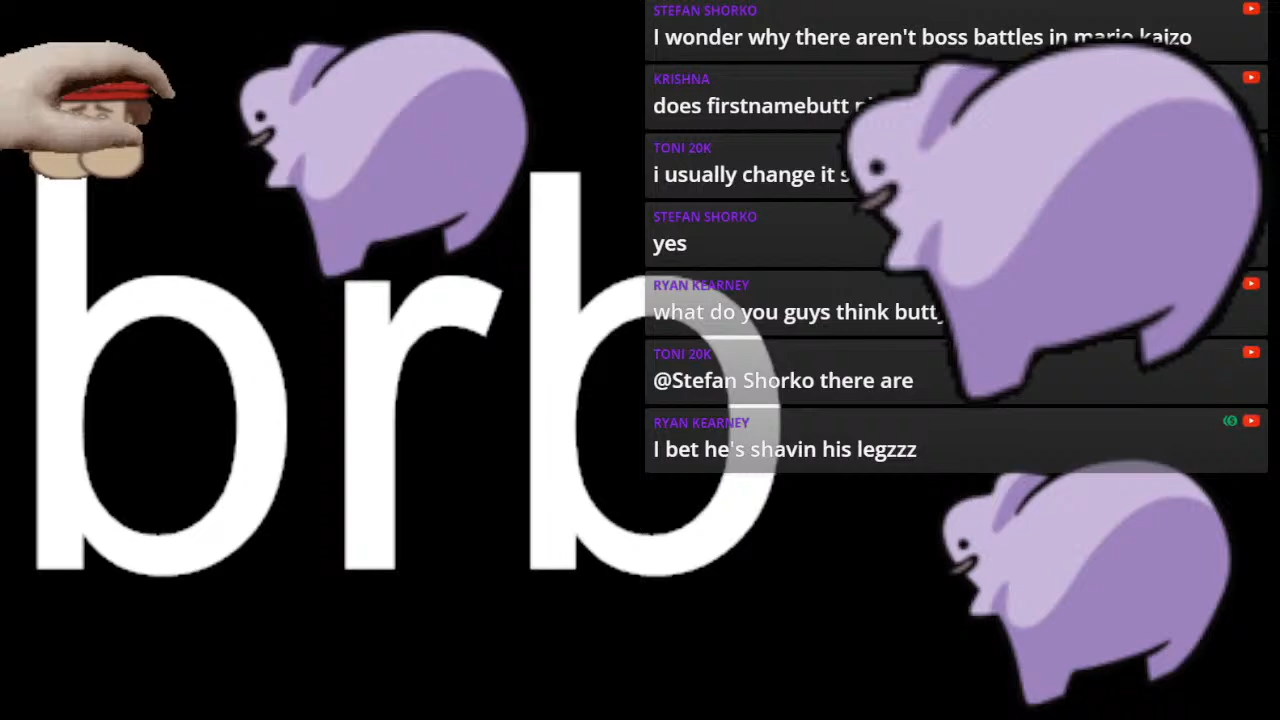 brb
STEFAN SHORKO
I wonder why there aren't boss battles in mario kaizo
KRISHNA
does firstnamebutt
TONI 20K
i usually change it
STEFAN SHORKO
yes
RYAN KEARNEY
what do you guys think
TONI 20K
@Stefan Shorko there are
RYAN KEARNEY
I bet he's shavin his legzzz